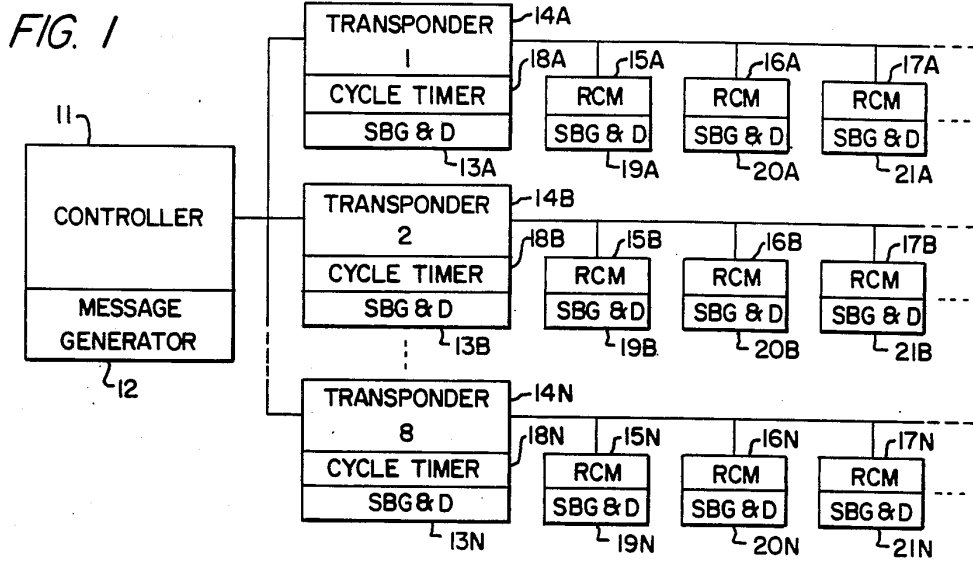 FIG. 1
14A
TRANSPONDER
1
18A
15A
16A
17A
CYCLE TIMER
RCM
RCM
RCM
11
SBG & D
SBG & D
SBG & D
SBG & D
13A
19A
20A
21A
CONTROLLER
TRANSPONDER
14B
2
18B
15B
16B
17B
CYCLE TIMER
RCM
RCM
RCM
MESSAGE
GENERATOR
SBG & D
SBG & D
SBG & D
SBG & D
12
13B
19B
20B
21B
TRANSPONDER
14N
8
18N
15N
16N
17N
CYCLE TIMER
RCM
RCM
RCM
SBG & D
SBG & D
SBG & D
SBG & D
13N
19N
20N
21N